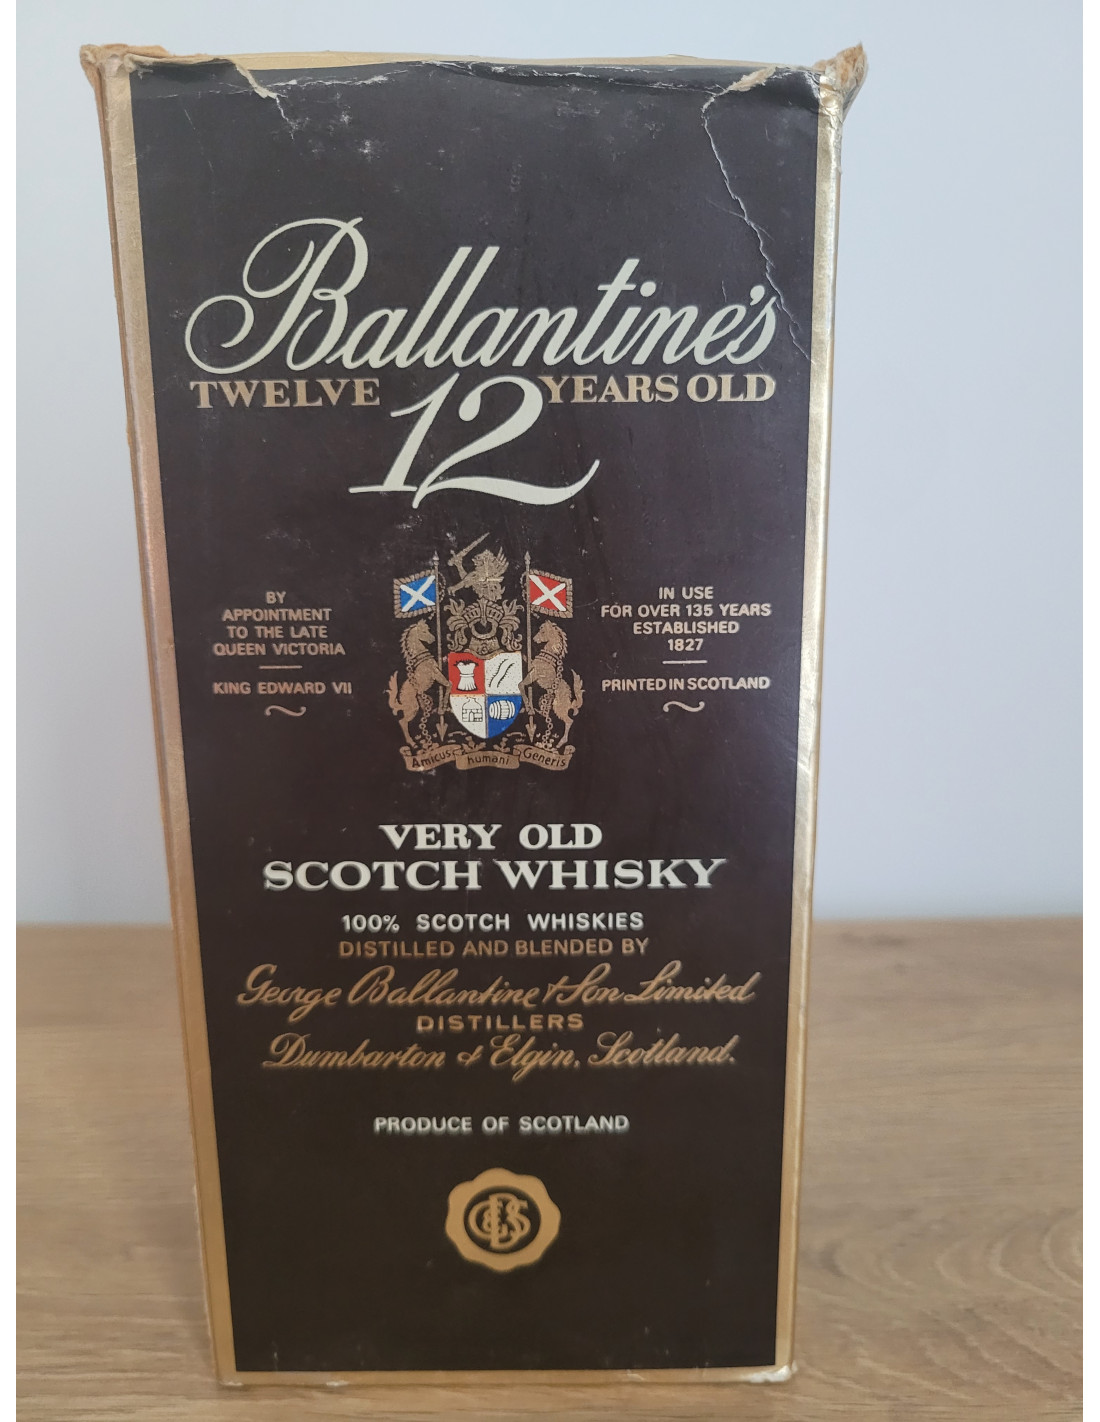 Ballantine's
TWELVE 12 YEARS OLD
BY
APPOINTMENT
TO THE LATE
QUEEN VICTORIA
KING EDWARD VII
IN USE
FOR OVER 135 YEARS
ESTABLISHED
1827
PRINTED IN SCOTLAND
Amicus humani Generis
VERY OLD
SCOTCH WHISKY
100% SCOTCH WHISKIES
DISTILLED AND BLENDED BY
George Ballantine & Son Limited
DISTILLERS
Dumbarton & Elgin, Scotland.
PRODUCE OF SCOTLAND
GB&S